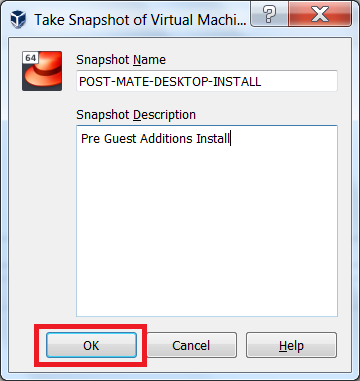 Take Snapshot of Virtual Machi...
64
Snapshot Name
POST-MATE-DESKTOP-INSTALL
Snapshot Description
Pre Guest Additions Install
OK
Cancel
Help